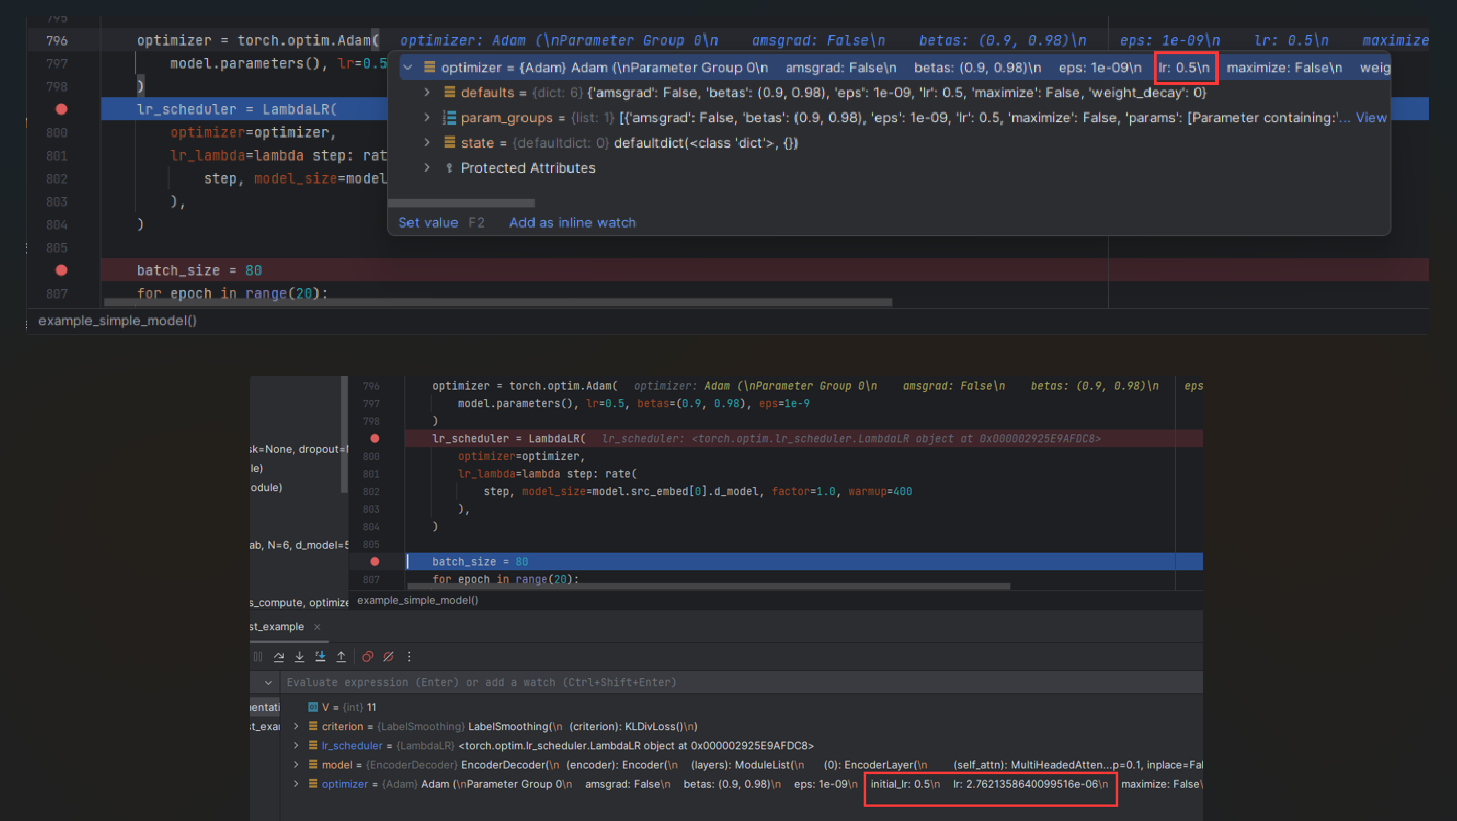 795
796 optimizer = torch.optim.Adam( optimizer: Adam (\nParameter Group 0\n amsgrad: False\n betas: (0.9, 0.98)\n eps: 1e-09\n lr: 0.5\n maximize
797 model.parameters(), lr=0.5
optimizer = {Adam} Adam (\nParameter Group 0\n amsgrad: False\n betas: (0.9, 0.98)\n eps: 1e-09\n lr: 0.5\n maximize: False\n weig
798 )
defaults = {dict: 6} {'amsgrad': False, 'betas': (0.9, 0.98), 'eps': 1e-09, 'lr': 0.5, 'maximize': False, 'weight_decay': 0}
lr_scheduler = LambdaLR(
param_groups = {list: 1} [{'amsgrad': False, 'betas': (0.9, 0.98), 'eps': 1e-09, 'lr': 0.5, 'maximize': False, 'params': [Parameter containing:'... View
800 optimizer=optimizer,
state = {defaultdict: 0} defaultdict(<class 'dict'>, {})
801 lr_lambda=lambda step: rat
Protected Attributes
802 step, model_size=model
803 ),
804 )
Set value F2 Add as inline watch
805
batch_size = 80
807 for epoch in range(20):
example_simple_model()
796 optimizer = torch.optim.Adam( optimizer: Adam (\nParameter Group 0\n amsgrad: False\n betas: (0.9, 0.98)\n eps
797 model.parameters(), lr=0.5, betas=(0.9, 0.98), eps=1e-9
798 )
lr_scheduler = LambdaLR( lr_scheduler: <torch.optim.lr_scheduler.LambdaLR object at 0x000002925E9AFDC8>
sk=None, dropout=
800 optimizer=optimizer,
le)
801 lr_lambda=lambda step: rate(
odule)
802 step, model_size=model.src_embed[0].d_model, factor=1.0, warmup=400
803 ),
804 )
ab, N=6, d_model=5
805
batch_size = 80
807 for epoch in range(20):
s_compute, optimize
example_simple_model()
st_example ×
Evaluate expression (Enter) or add a watch (Ctrl+Shift+Enter)
entati
V = {int} 11
st_exa
criterion = {LabelSmoothing} LabelSmoothing(\n (criterion): KLDivLoss()\n)
lr_scheduler = {LambdaLR} <torch.optim.lr_scheduler.LambdaLR object at 0x000002925E9AFDC8>
model = {EncoderDecoder} EncoderDecoder(\n (encoder): Encoder(\n (layers): ModuleList(\n (0): EncoderLayer(\n (self_attn): MultiHeadedAtten...p=0.1, inplace=Fal
optimizer = {Adam} Adam (\nParameter Group 0\n amsgrad: False\n betas: (0.9, 0.98)\n eps: 1e-09\n initial_lr: 0.5\n lr: 2.7621358640099516e-06\n maximize: False\